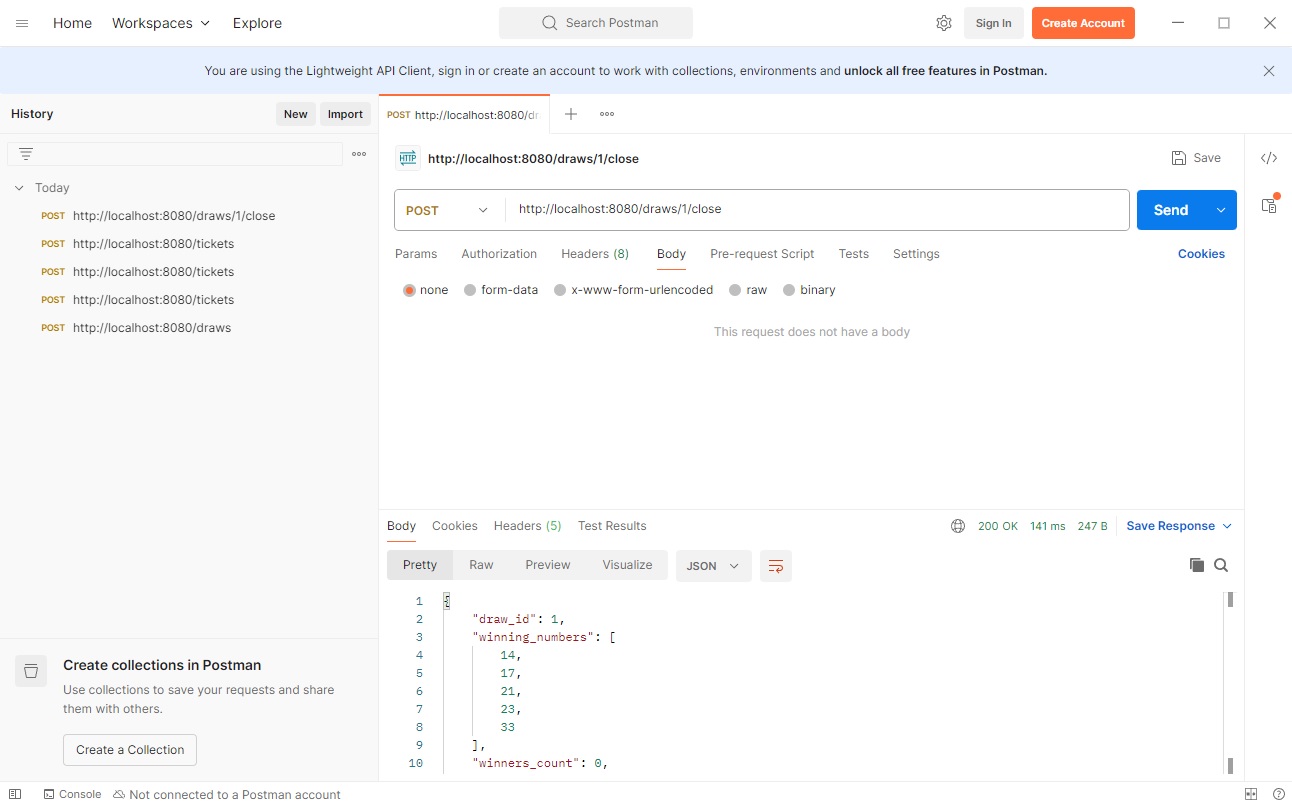 Home Workspaces Explore Search Postman Sign In Create Account
You are using the Lightweight API Client, sign in or create an account to work with collections, environments and unlock all free features in Postman.
History New Import
Today
POST http://localhost:8080/draws/1/close
POST http://localhost:8080/tickets
POST http://localhost:8080/tickets
POST http://localhost:8080/tickets
POST http://localhost:8080/draws
Create collections in Postman
Use collections to save your requests and share
them with others.
Create a Collection
POST http://localhost:8080/dr
HTTP http://localhost:8080/draws/1/close Save </>
POST http://localhost:8080/draws/1/close Send
Params Authorization Headers (8) Body Pre-request Script Tests Settings Cookies
none form-data x-www-form-urlencoded raw binary
This request does not have a body
Body Cookies Headers (5) Test Results 200 OK 141 ms 247 B Save Response
Pretty Raw Preview Visualize JSON
1 {
2 "draw_id": 1,
3 "winning_numbers": [
4 14,
5 17,
6 21,
7 23,
8 33
9 ],
10 "winners_count": 0,
Console Not connected to a Postman account